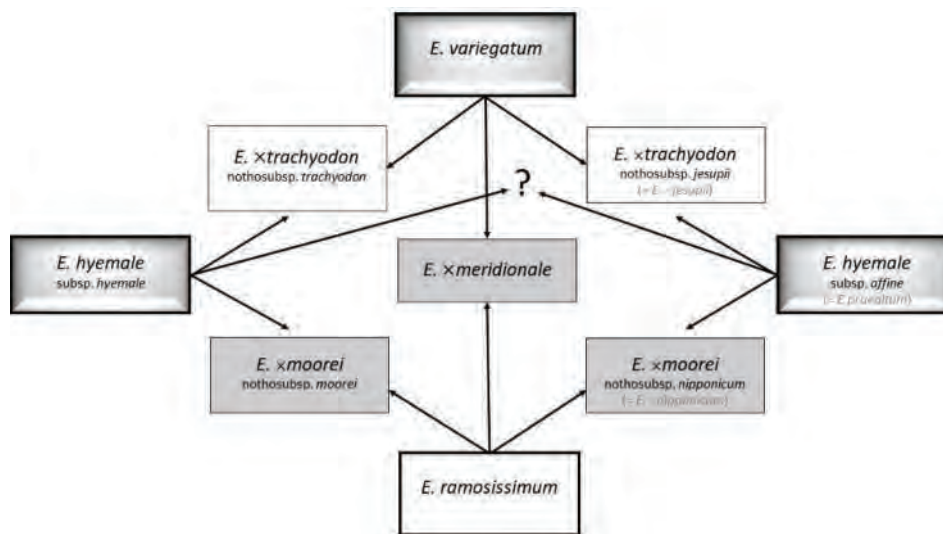 E. variegatum
E. ×trachyodon
nothosubsp. trachyodon
E. ×trachyodon
nothosubsp. jesupii
(= E. ×jesupii)
?
E. hyemale
subsp. hyemale
E. ×meridionale
E. hyemale
subsp. affine
(= E praealtum)
E. ×moorei
nothosubsp. moorei
E. ×moorei
nothosubsp. nipponicum
(= E. ×nipponicum)
E. ramosissimum